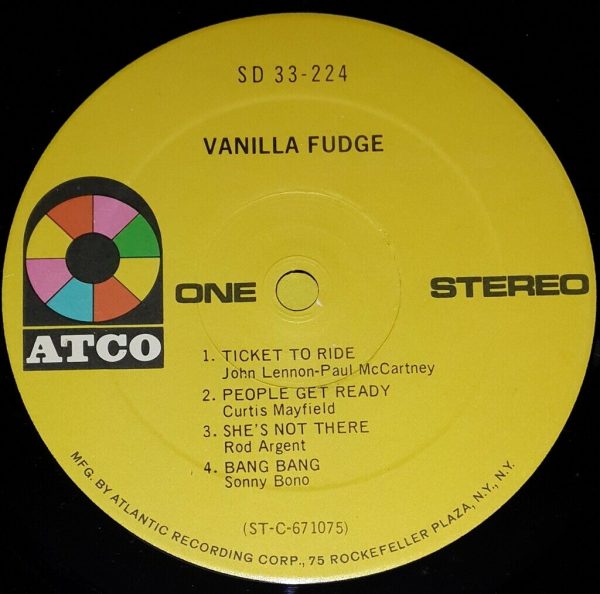 SD 33-224
VANILLA FUDGE
ATCO
ONE
STEREO
1. TICKET TO RIDE
John Lennon-Paul McCartney
2. PEOPLE GET READY
Curtis Mayfield
3. SHE'S NOT THERE
Rod Argent
4. BANG BANG
Sonny Bono
(ST-C-671075)
MFG. BY ATLANTIC RECORDING CORP., 75 ROCKEFELLER PLAZA, N.Y., N.Y.